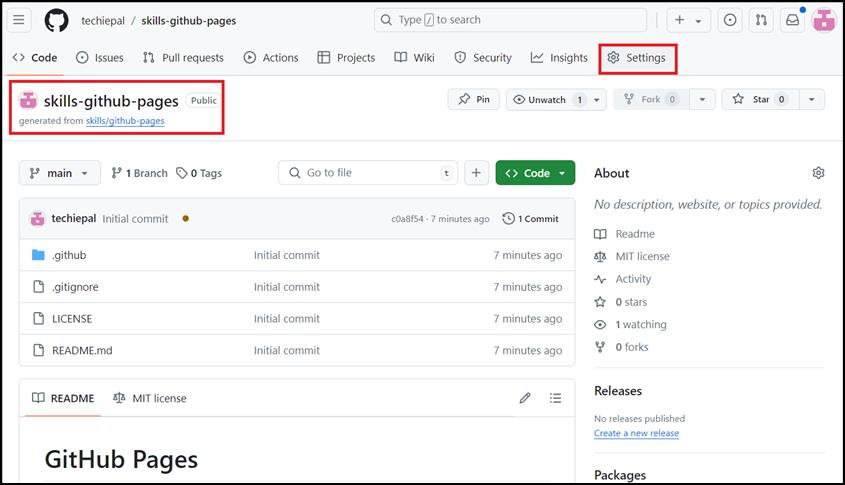 techiepal / skills-github-pages
Type / to search
Code Issues Pull requests Actions Projects Wiki Security Insights Settings
skills-github-pages Public
generated from skills/github-pages
Pin Unwatch 1 Fork 0 Star 0
main 1 Branch 0 Tags Go to file t Code
techiepal Initial commit c0a8f54 · 7 minutes ago 1 Commit
.github Initial commit 7 minutes ago
.gitignore Initial commit 7 minutes ago
LICENSE Initial commit 7 minutes ago
README.md Initial commit 7 minutes ago
README MIT license
GitHub Pages
About
No description, website, or topics provided.
Readme
MIT license
Activity
0 stars
1 watching
0 forks
Releases
No releases published
Create a new release
Packages